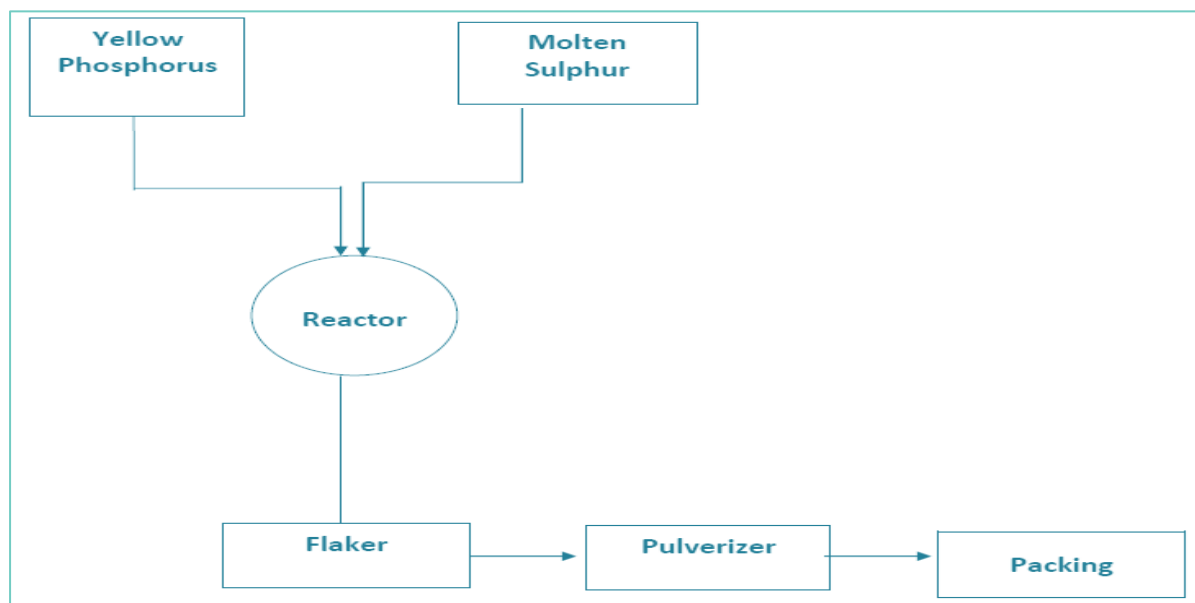 Yellow
Phosphorus
Molten
Sulphur
Reactor
Flaker
Pulverizer
Packing